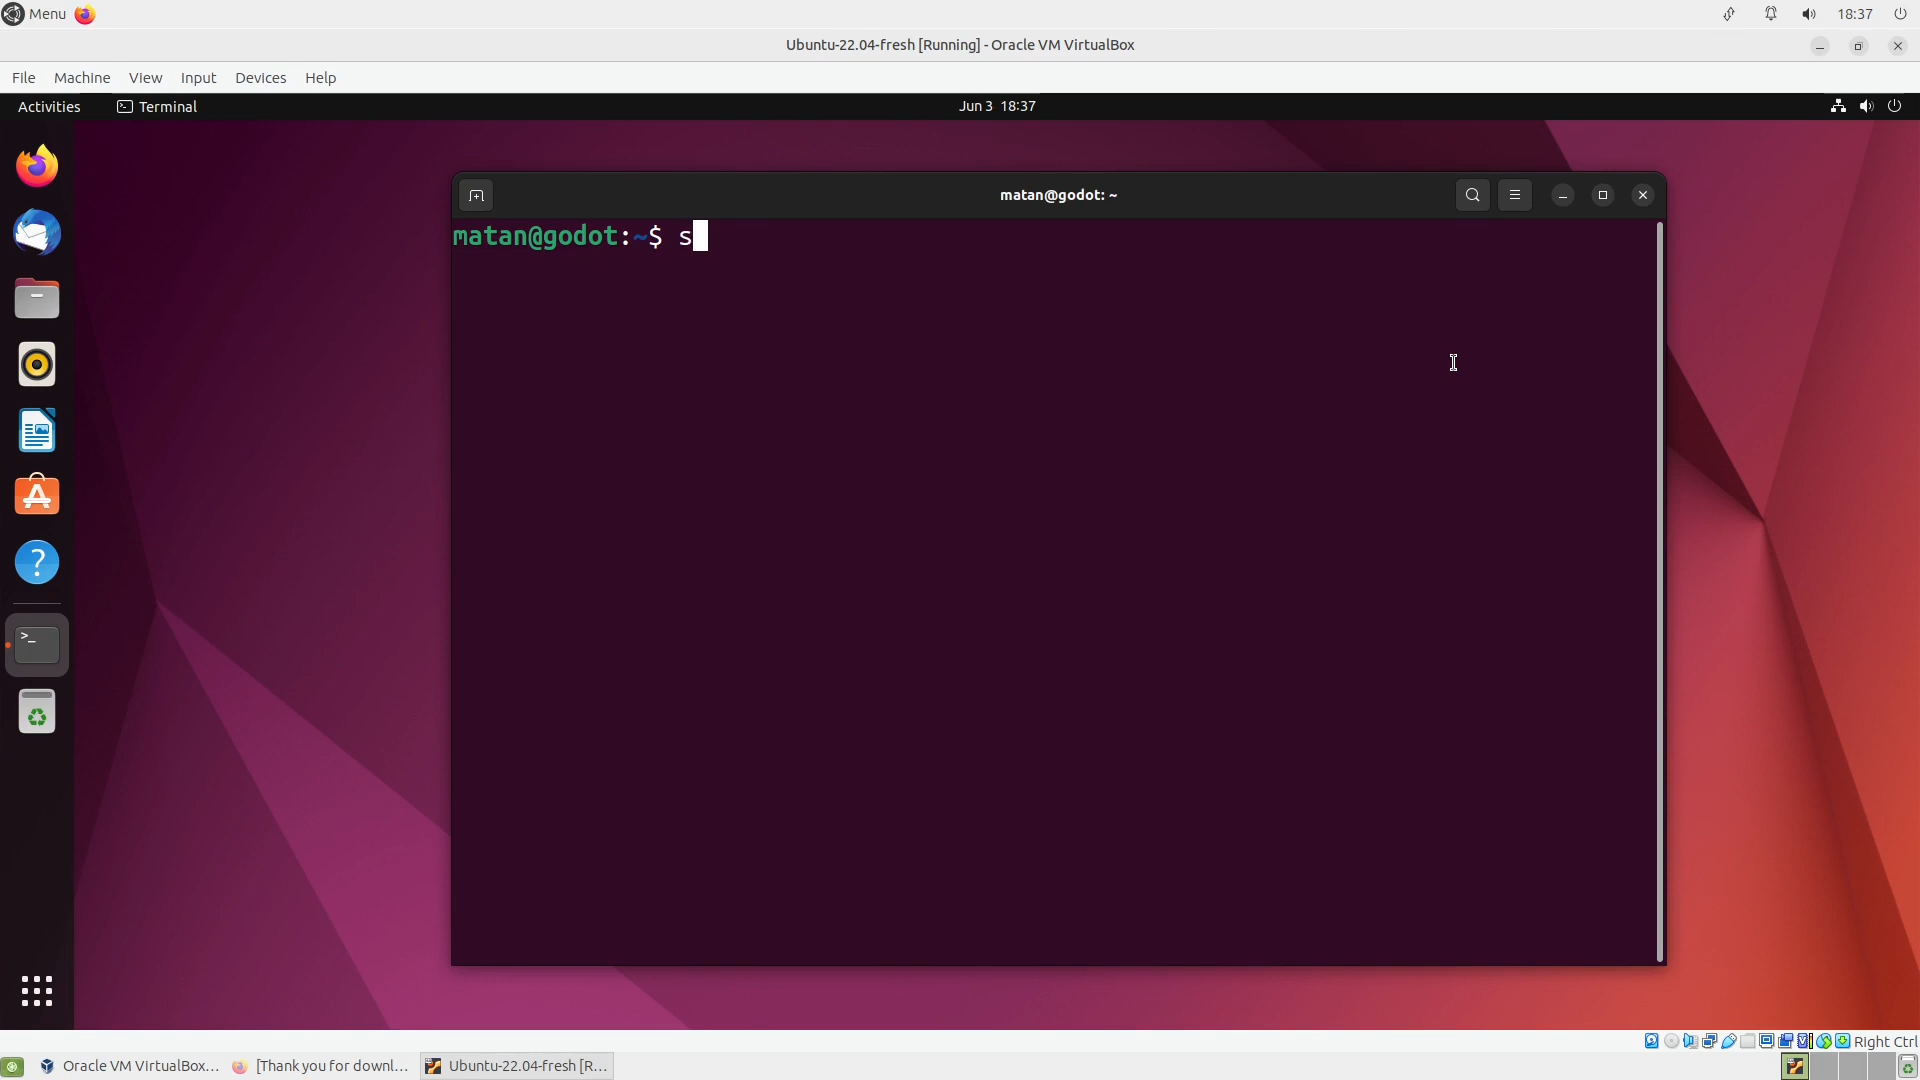 Menu
18:37
Ubuntu-22.04-fresh [Running] - Oracle VM VirtualBox
File Machine View Input Devices Help
Activities Terminal Jun 3 18:37
matan@godot: ~
matan@godot:~$ s
Right Ctrl
Oracle VM VirtualBox... [Thank you for downl... Ubuntu-22.04-fresh [R...